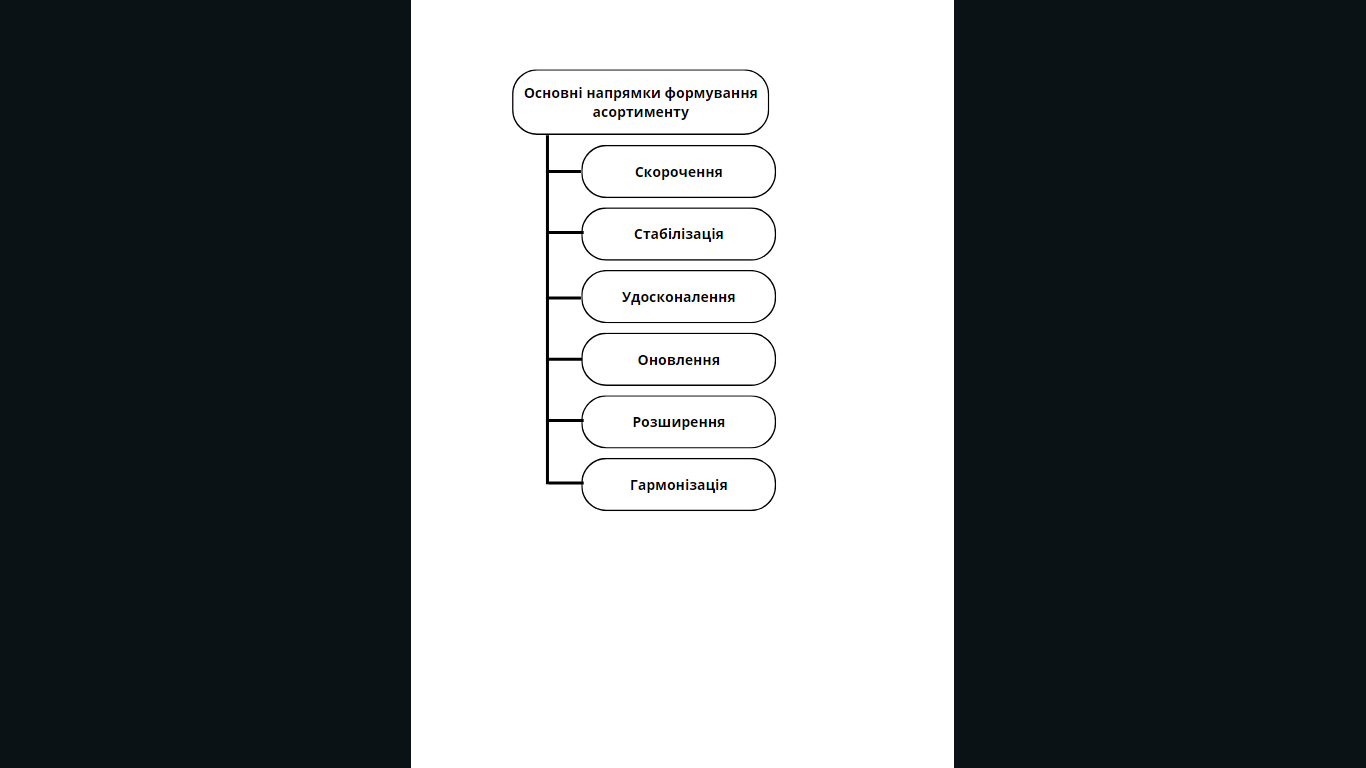 Основні напрямки формування
асортименту
Скорочення
Стабілізація
Удосконалення
Оновлення
Розширення
Гармонізація